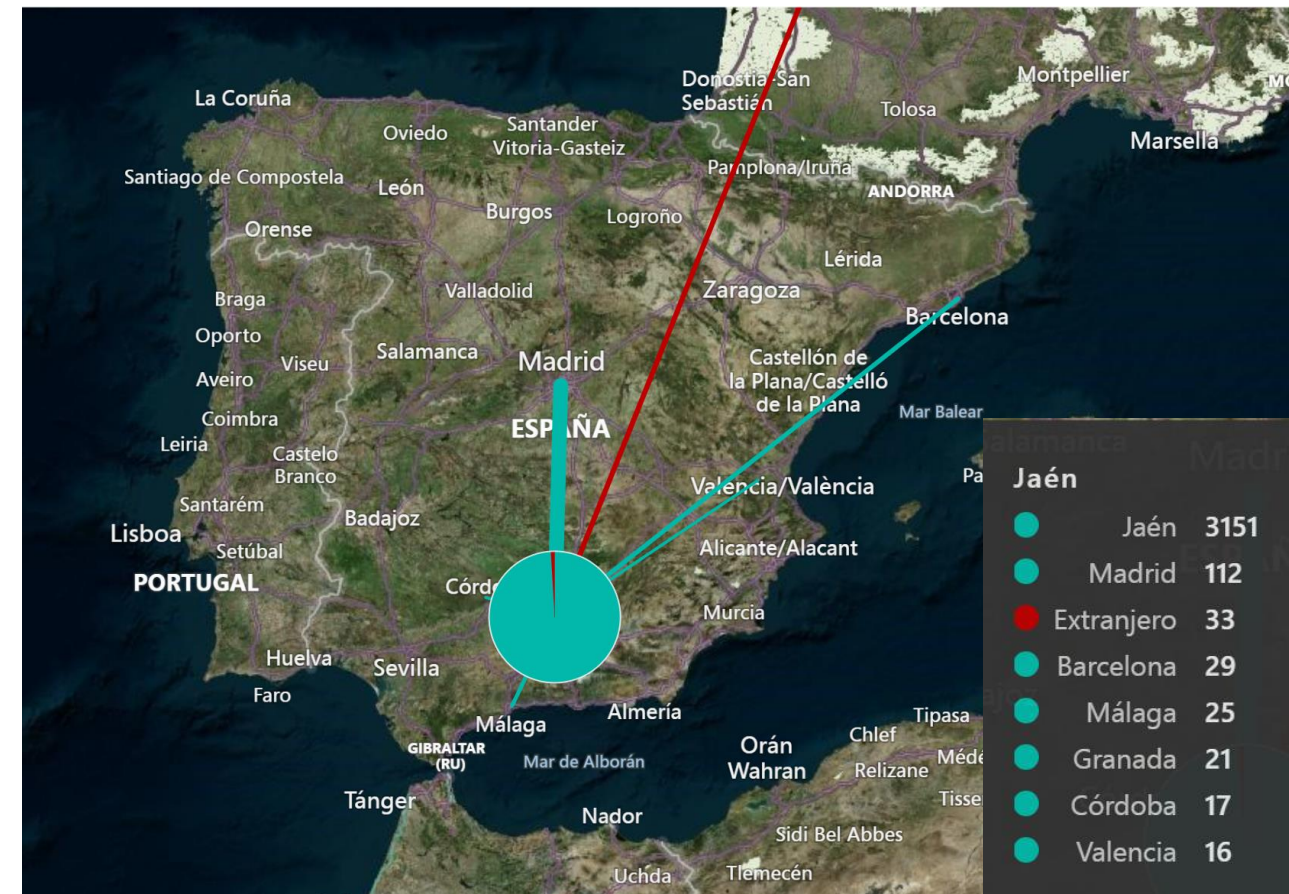 Donostia-San
Sebastián
Montpellier
La Coruña
Tolosa
Oviedo
Santander
Vitoria-Gasteiz
Marsella
Pamplona/Iruña
Santiago de Compostela
León
ANDORRA
Burgos
Logroño
Orense
Lérida
Braga
Valladolid
Zaragoza
Barcelona
Oporto
Viseu
Salamanca
Madrid
Castellón de
la Plana/Castelló
de la Plana
Aveiro
Coimbra
Mar Balear
ESPAÑA
Leiria
Castelo
Branco
Valencia/València
Santarém
Badajoz
Lisboa
Setúbal
Alicante/Alacant
PORTUGAL
Murcia
Huelva
Sevilla
Faro
Málaga
Almería
GIBRALTAR
(RU)
Mar de Alborán
Orán
Wahran
Tipasa
Chlef
Relizane
Tánger
Nador
Sidi Bel Abbes
Uchda
Tlemecén
Jaén
Jaén 3151
Madrid 112
Extranjero 33
Barcelona 29
Málaga 25
Granada 21
Córdoba 17
Valencia 16